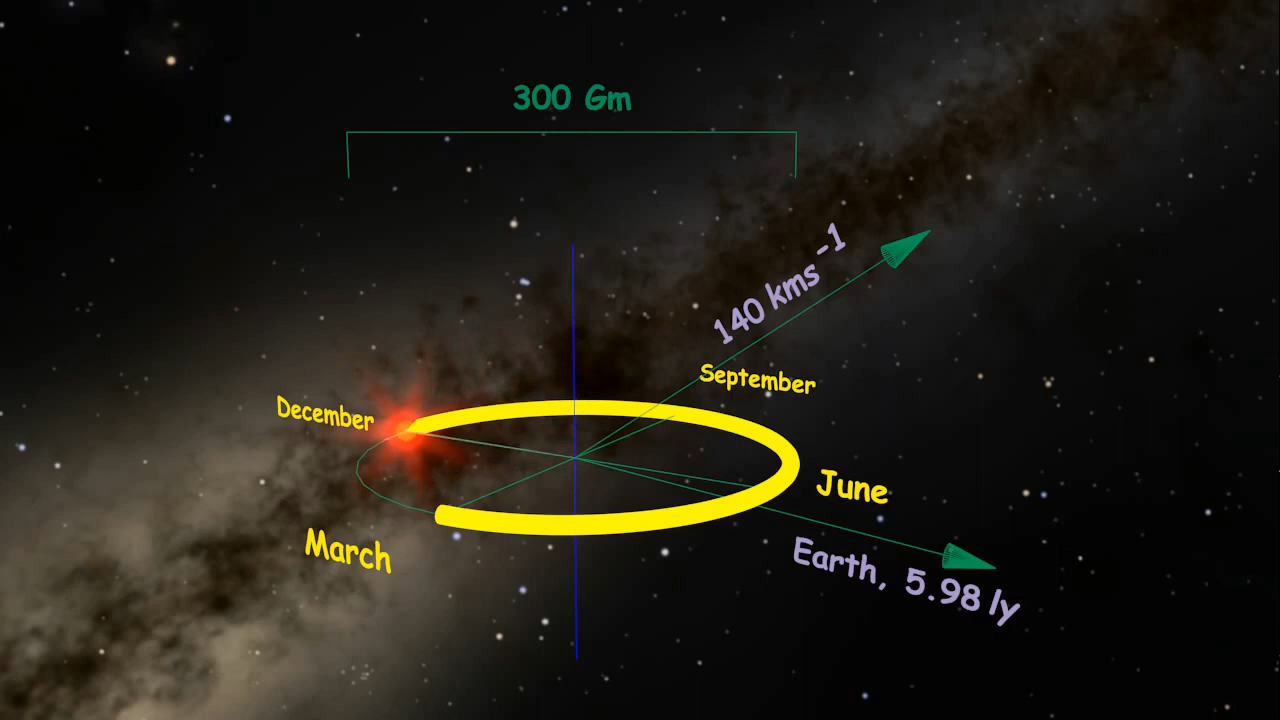 300 Gm
140 kms-1
September
December
June
March
Earth, 5.98 ly